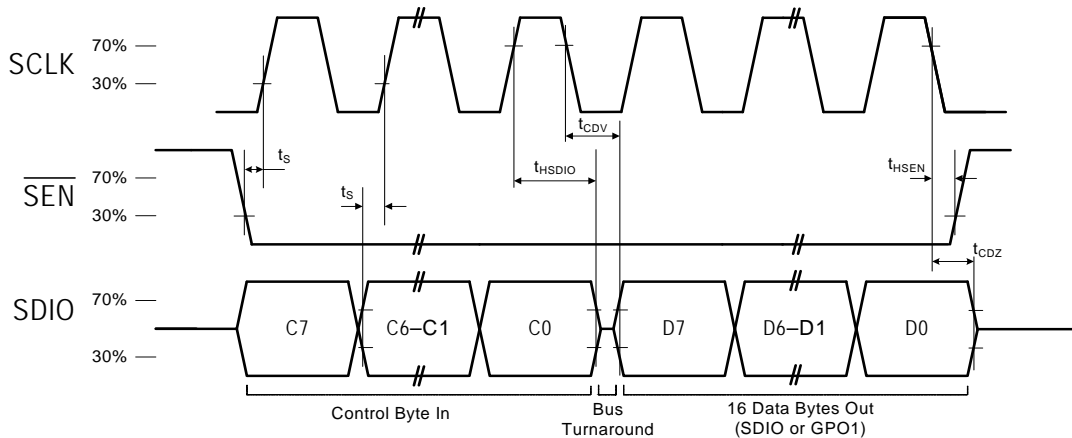 SCLK
70%
30%
tCDV
tS
tHSDIO
tHSEN
SEN
70%
30%
tS
tCDZ
SDIO
70%
30%
C7
C6–C1
C0
D7
D6–D1
D0
Control Byte In
Bus
Turnaround
16 Data Bytes Out
(SDIO or GPO1)